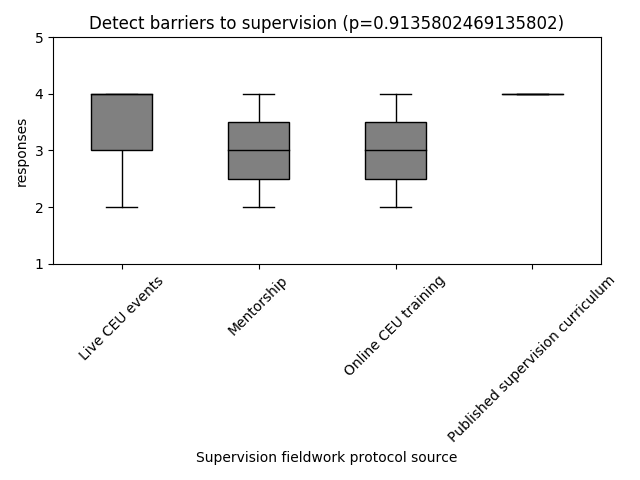 Detect barriers to supervision (p=0.9135802469135802)
5
4
3
2
1
responses
Live CEU events
Mentorship
Online CEU training
Published supervision curriculum
Supervision fieldwork protocol source